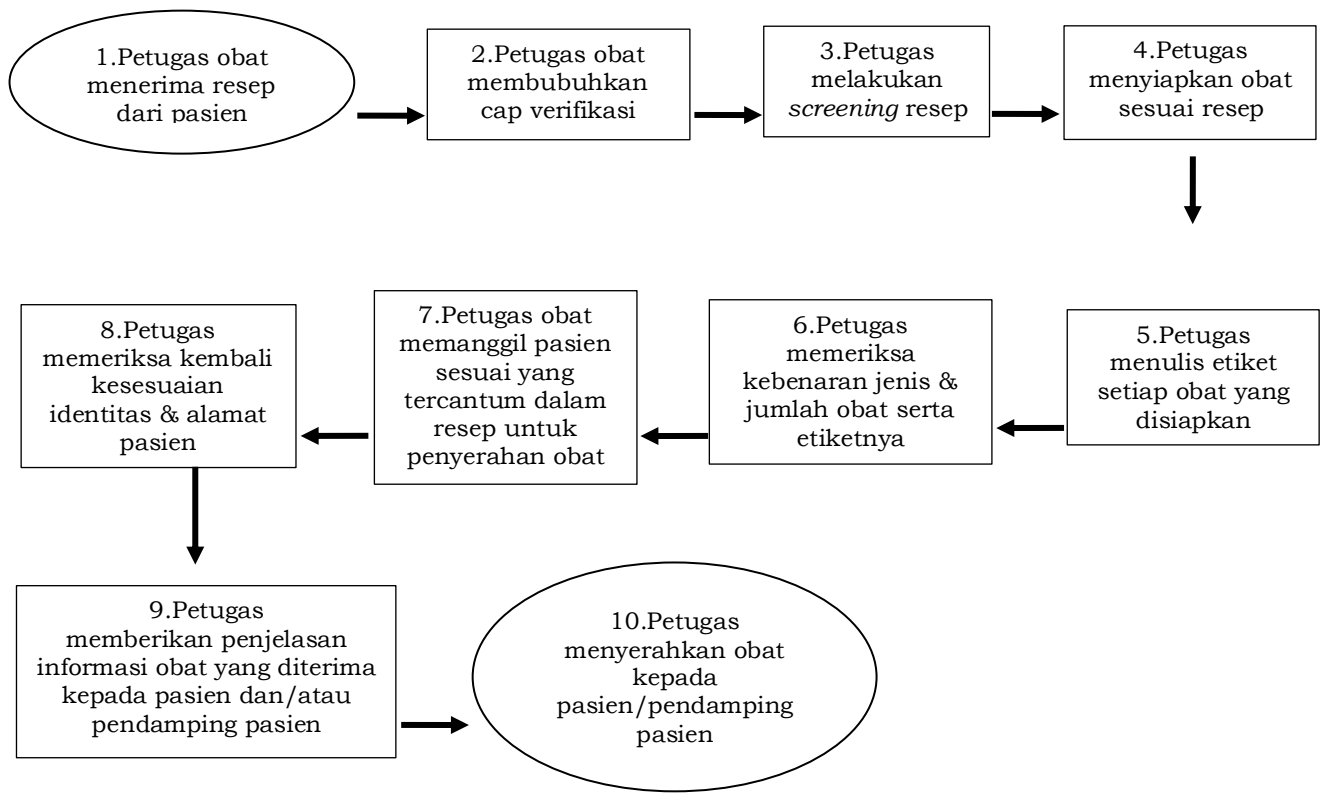 1.Petugas obat
menerima resep
dari pasien
2.Petugas obat
membubuhkan
cap verifikasi
3.Petugas
melakukan
screening resep
4.Petugas
menyiapkan obat
sesuai resep
5.Petugas
menulis etiket
setiap obat yang
disiapkan
6.Petugas
memeriksa
kebenaran jenis &
jumlah obat serta
etiketnya
7.Petugas obat
memanggil pasien
sesuai yang
tercantum dalam
resep untuk
penyerahan obat
8.Petugas
memeriksa kembali
kesesuaian
identitas & alamat
pasien
9.Petugas
memberikan penjelasan
informasi obat yang diterima
kepada pasien dan/atau
pendamping pasien
10.Petugas
menyerahkan obat
kepada
pasien/pendamping
pasien